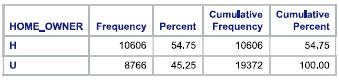 HOME_OWNER Frequency Percent Cumulative Frequency Cumulative Percent
H 10606 54.75 10606 54.75
U 8766 45.25 19372 100.00